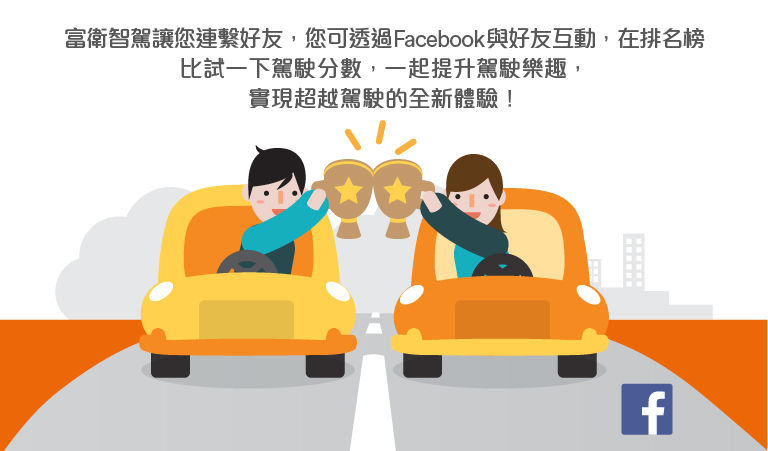 富衛智駕讓您連繫好友，您可透過Facebook與好友互動，在排名榜
比試一下駕駛分數，一起提升駕駛樂趣，
實現超越駕駛的全新體驗！
f